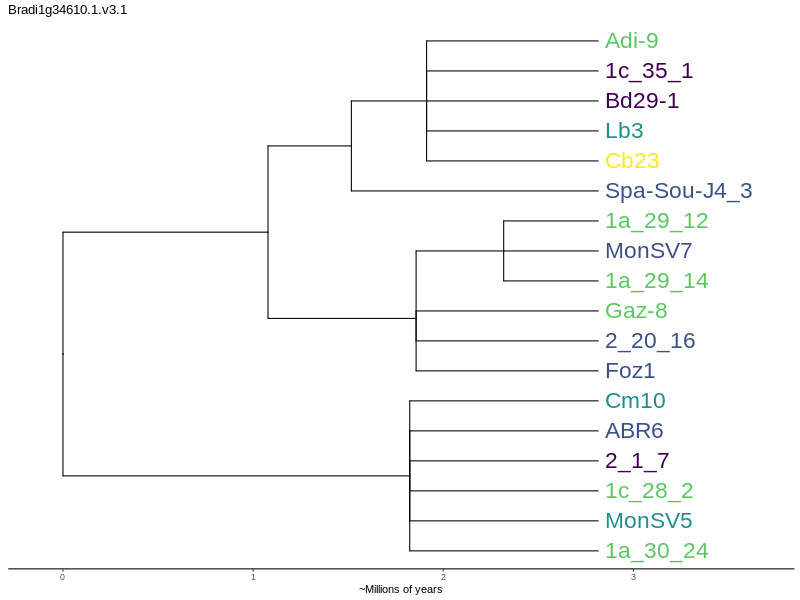 Bradi1g34610.1.v3.1
Adi-9
1c_35_1
Bd29-1
Lb3
Cb23
Spa-Sou-J4_3
1a_29_12
MonSV7
1a_29_14
Gaz-8
2_20_16
Foz1
Cm10
ABR6
2_1_7
1c_28_2
MonSV5
1a_30_24
0 1 2 3
~Millions of years